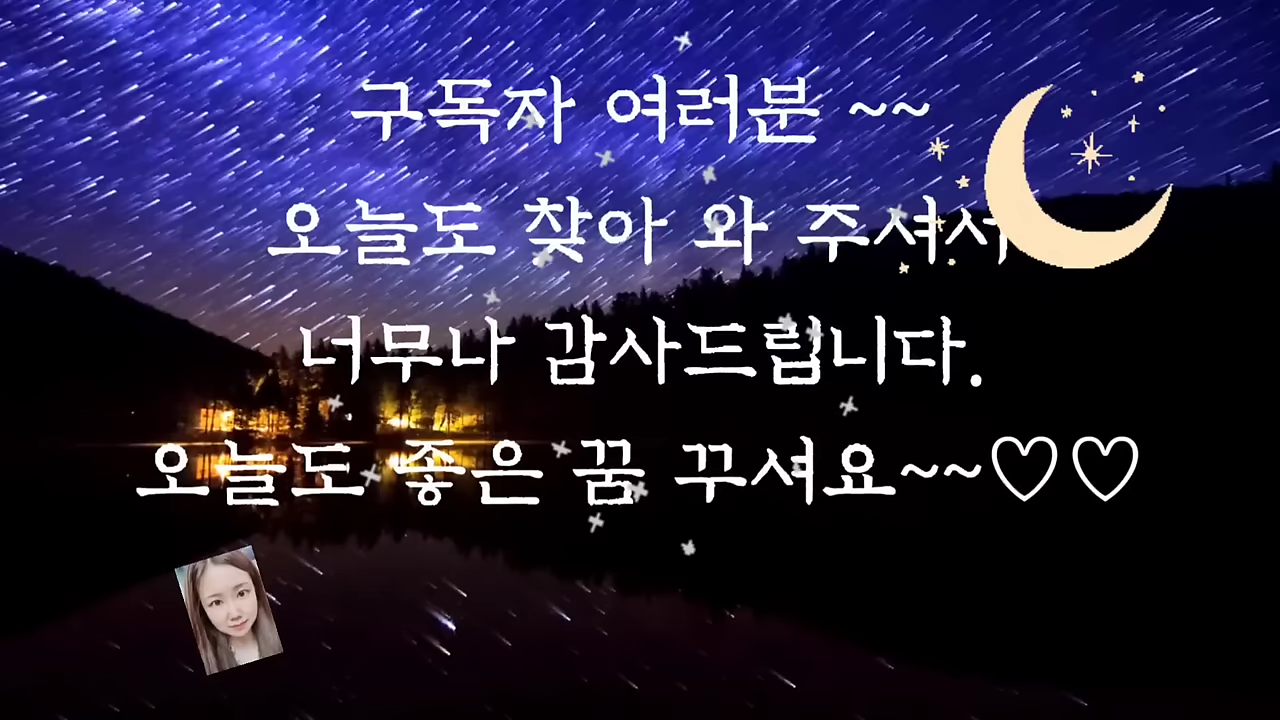 구독자 여러분 ~~
오늘도 찾아 와 주셔서
너무나 감사드립니다.
오늘도 좋은 꿈 꾸셔요~~♡♡